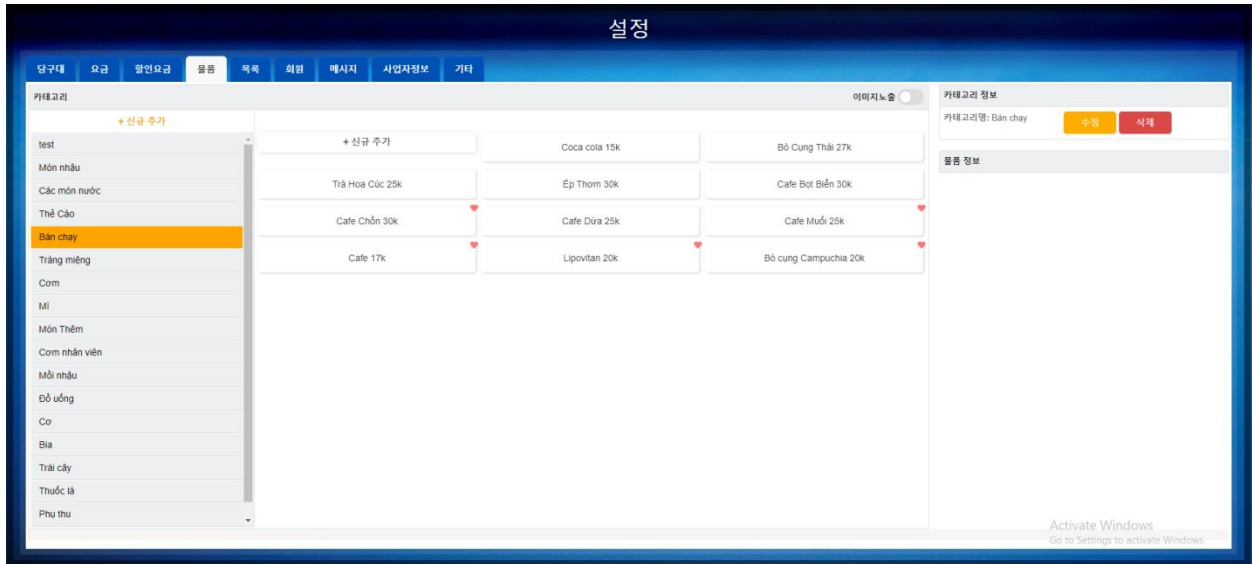 설정
당구대 요금 할인요금 물품 목록 회원 메시지 사업자정보 기타
카테고리 이미지노출
+ 신규 추가
test
Món nhậu
Các món nước
Thẻ Cào
Bán chạy
Tráng miệng
Cơm
Mì
Món Thêm
Cơm nhân viên
Mồi nhậu
Đồ uống
Cơ
Bia
Trái cây
Thuốc lá
Phụ thu
+ 신규 추가 Coca cola 15k Bò Cụng Thái 27k
Trà Hoa Cúc 25k Ép Thơm 30k Cafe Bọt Biển 30k
Cafe Chồn 30k Cafe Dừa 25k Cafe Muối 25k
Cafe 17k Lipovitan 20k Bò cụng Campuchia 20k
카테고리 정보
카테고리명: Bán chạy 수정 삭제
물품 정보
Activate Windows
Go to Settings to activate Windows.